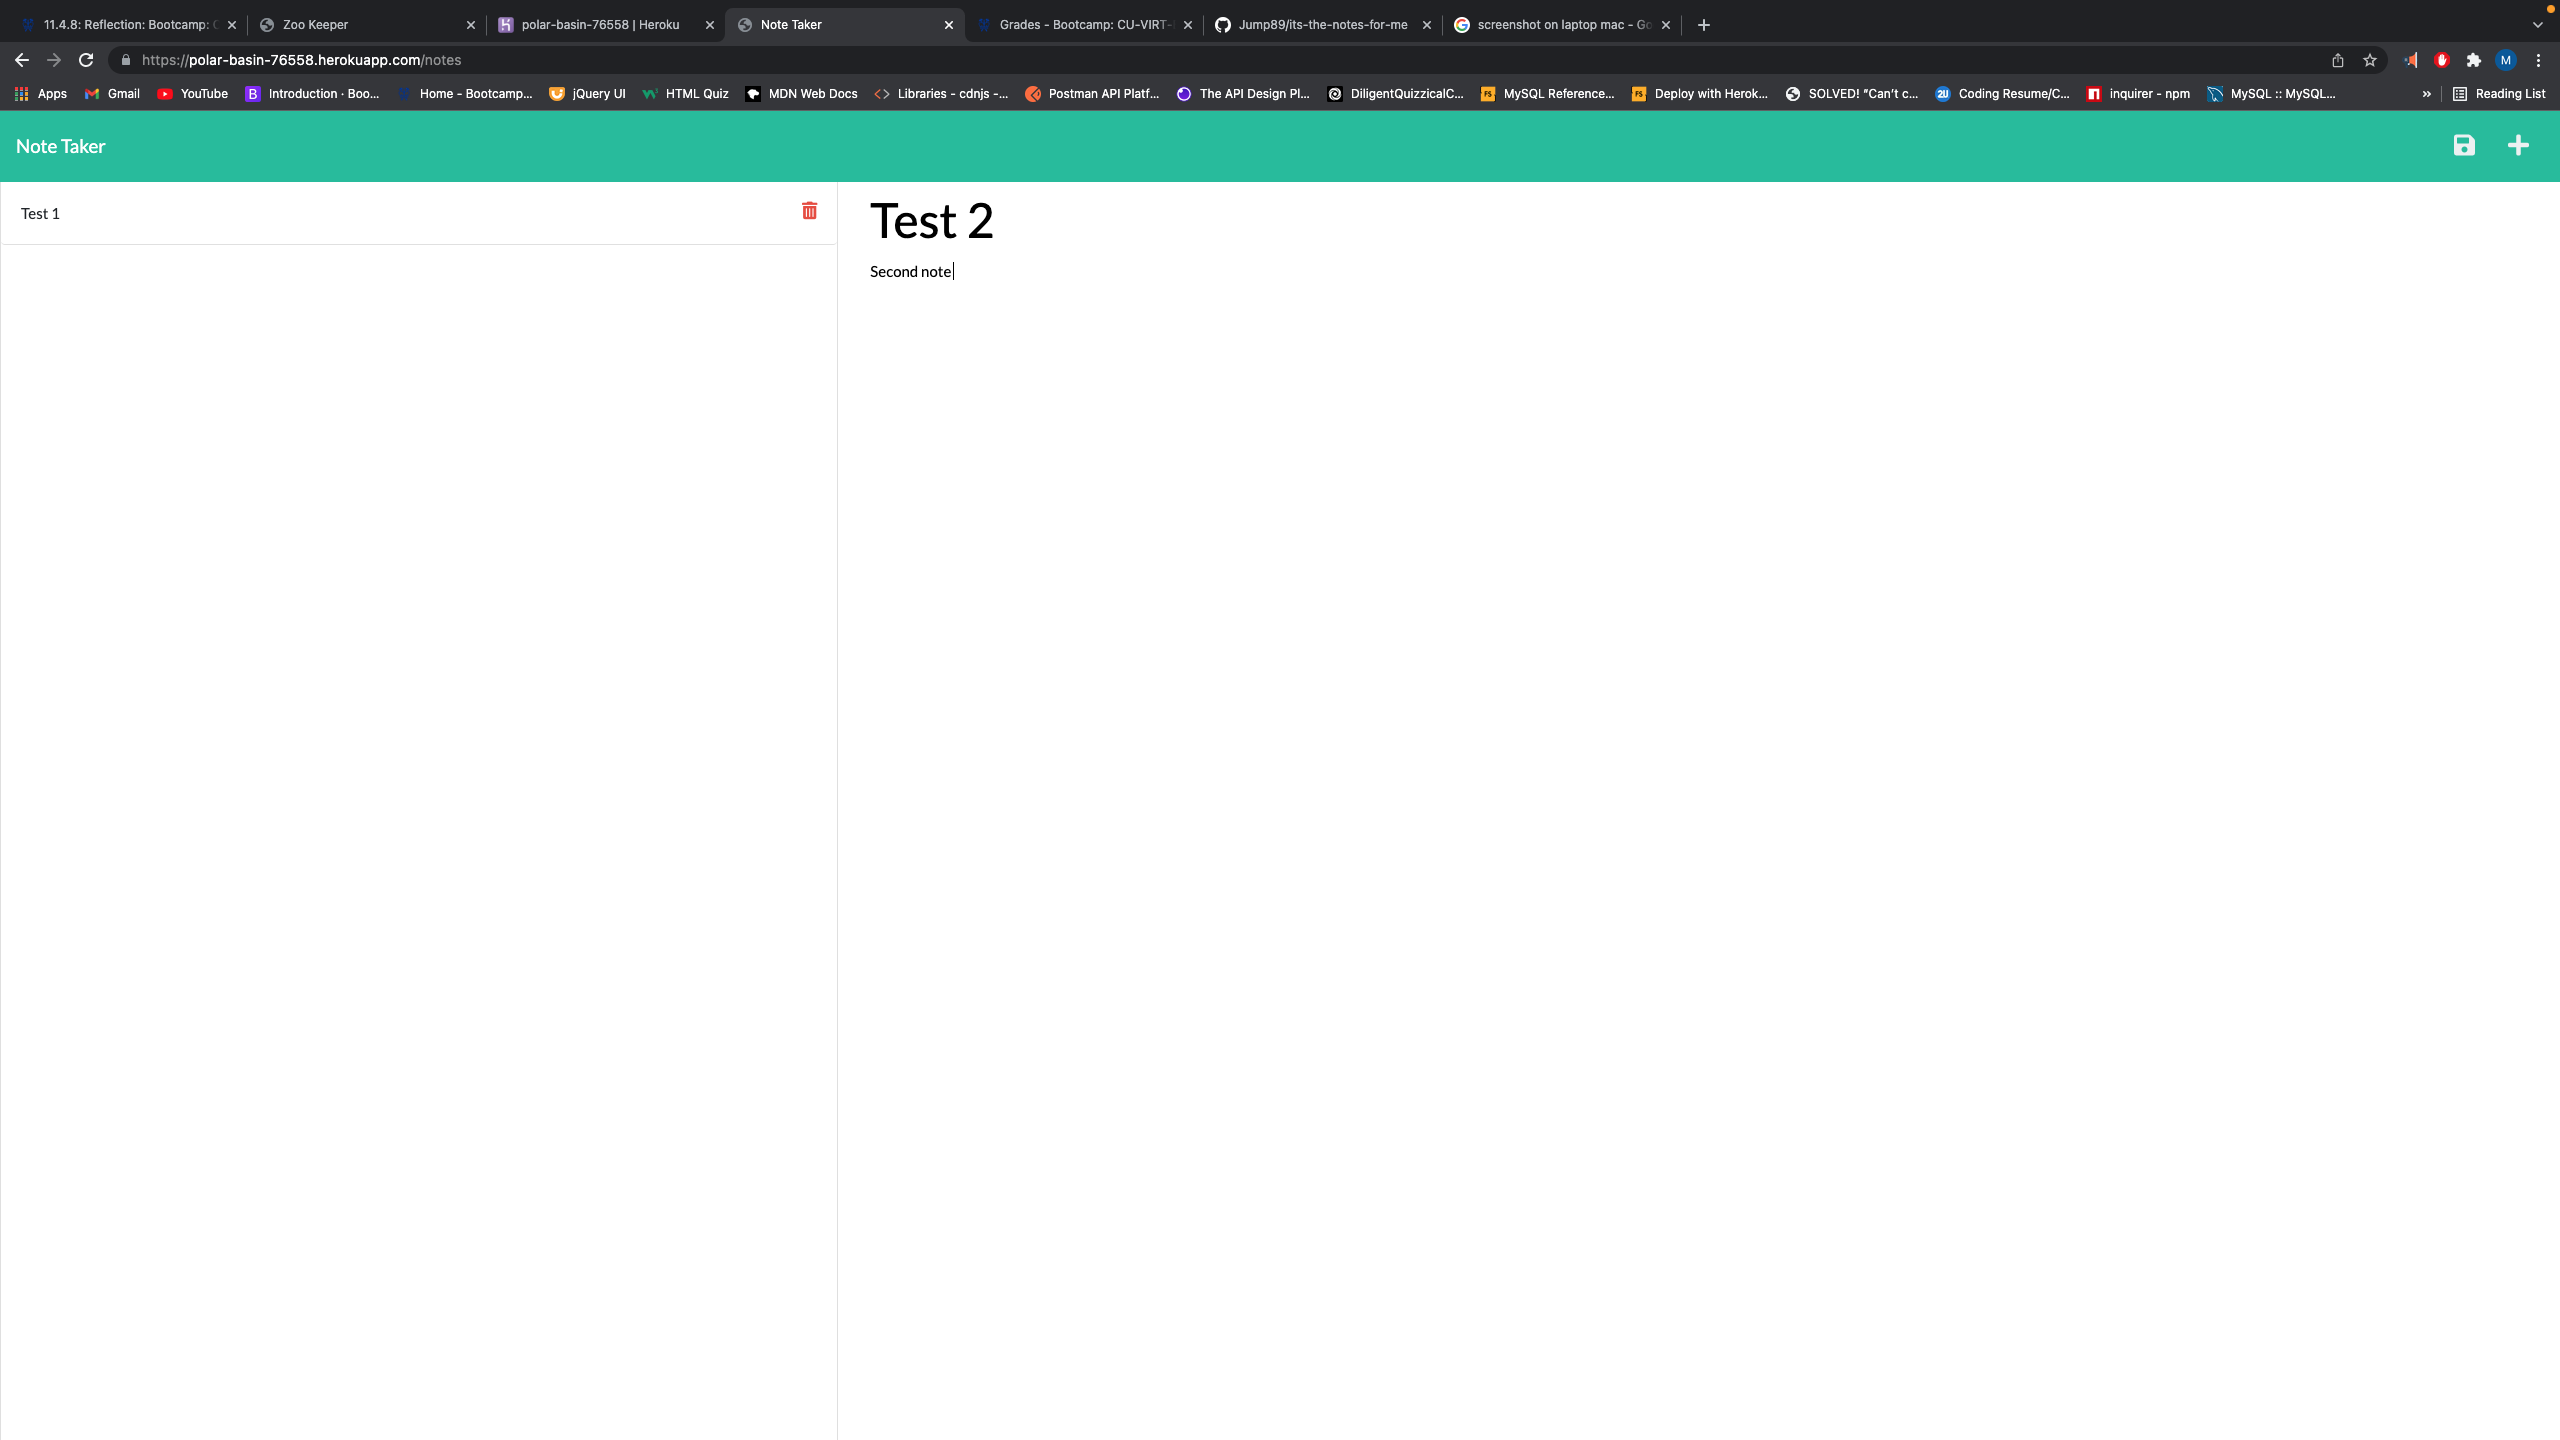 11.4.8: Reflection: Bootcamp: C
Zoo Keeper
polar-basin-76558 | Heroku
Note Taker
Grades - Bootcamp: CU-VIRT-
Jump89/its-the-notes-for-me
screenshot on laptop mac - Go
https://polar-basin-76558.herokuapp.com/notes
M
Apps
Gmail
YouTube
B Introduction · Boo...
Home - Bootcamp...
jQuery UI
HTML Quiz
MDN Web Docs
Libraries - cdnjs -...
Postman API Platf...
The API Design Pl...
DiligentQuizzicalC...
FS MySQL Reference...
FS Deploy with Herok...
SOLVED! "Can't c...
2U Coding Resume/C...
inquirer - npm
MySQL :: MySQL...
»
Reading List
Note Taker
Test 1
Test 2
Second note